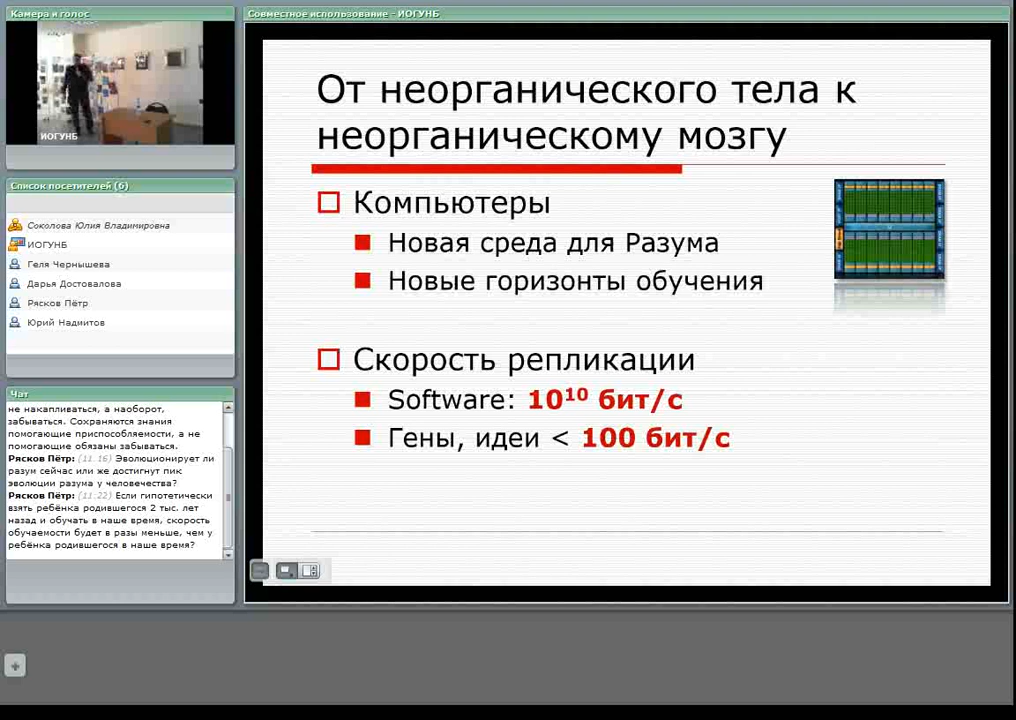 Камера и голос
ИОГУНБ
Список посетителей (6)
Соколова Юлия Владимировна
ИОГУНБ
Геля Чернышева
Дарья Достовалова
Рясков Пётр
Юрий Надмитов
Чат
не накапливаться, а наоборот,
забываться. Сохраняются знания
помогающие приспособляемости, а не
помогающие обязаны забываться.
Рясков Пётр: (11:16) Эволюционирует ли
разум сейчас или же достигнут пик
эволюции разума у человечества?
Рясков Пётр: (11:22) Если гипотетически
взять ребёнка родившегося 2 тыс. лет
назад и обучать в наше время, скорость
обучаемости будет в разы меньше, чем у
ребёнка родившегося в наше время?
Совместное использование - ИОГУНБ
От неорганического тела к
неорганическому мозгу
Компьютеры
Новая среда для Разума
Новые горизонты обучения
Скорость репликации
Software: 10¹⁰ бит/с
Гены, идеи < 100 бит/с